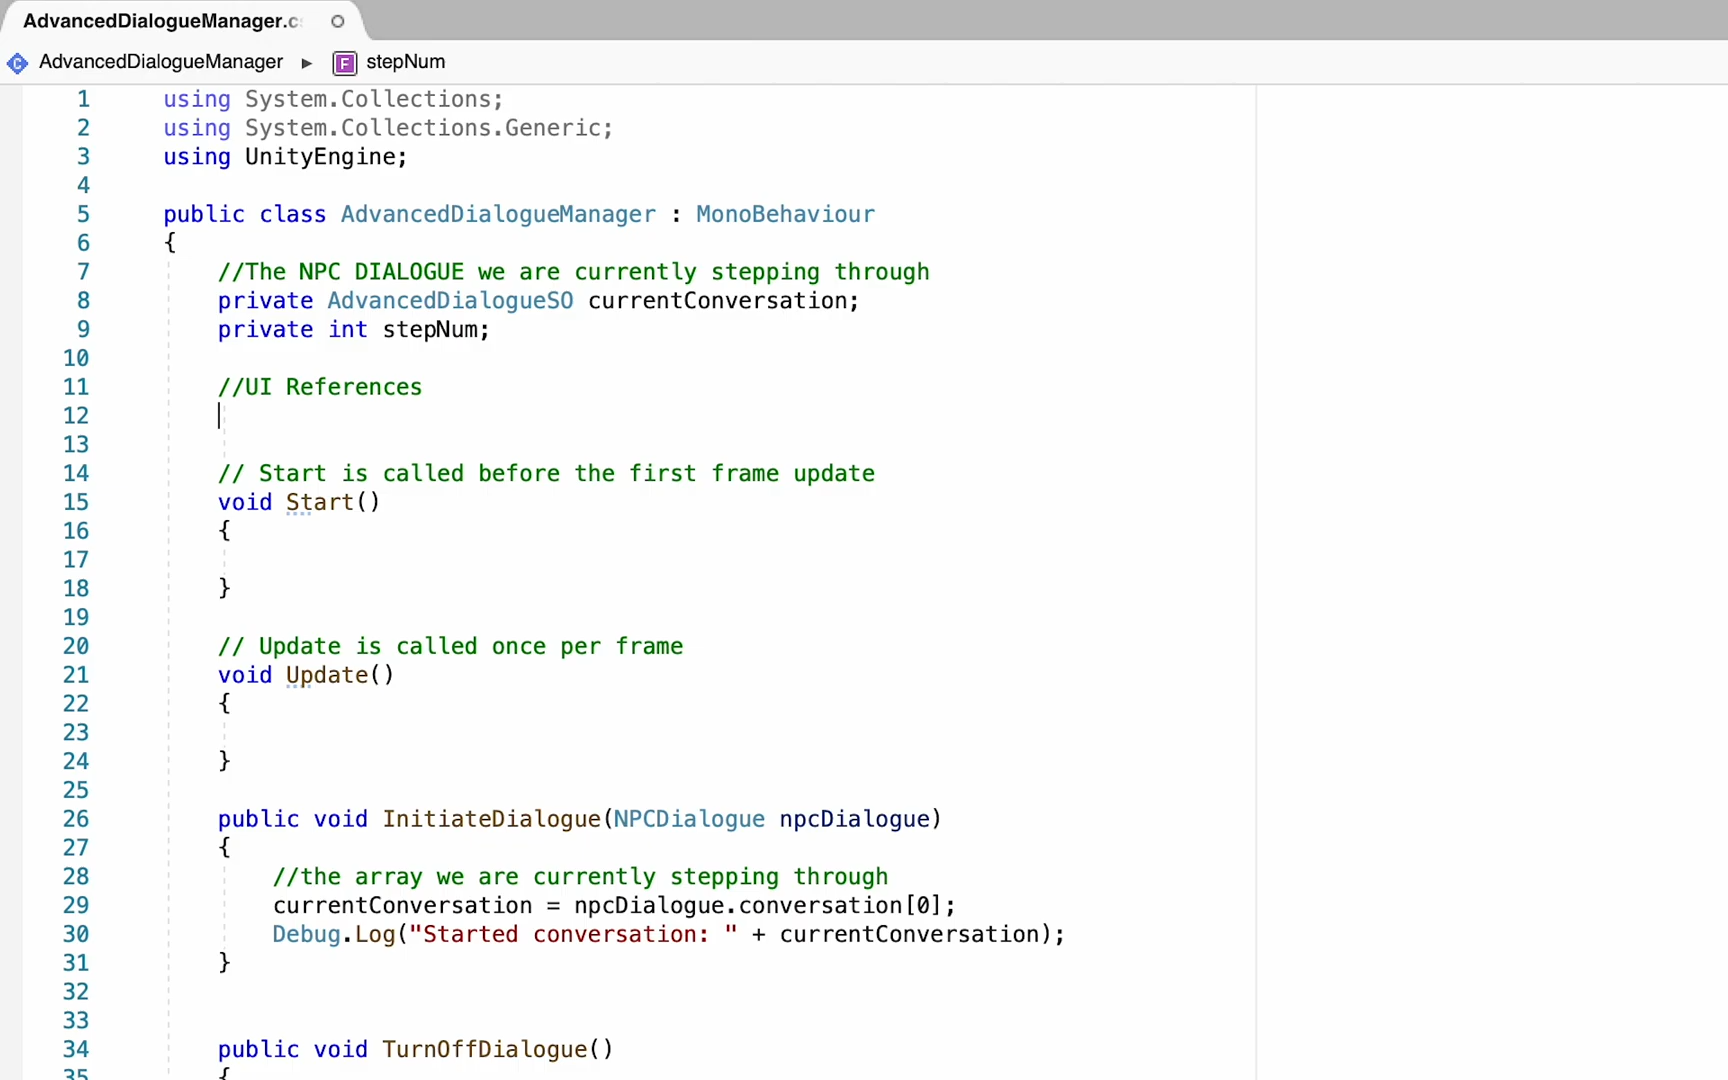 AdvancedDialogueManager.c
AdvancedDialogueManager ▸ F stepNum
1 using System.Collections;
2 using System.Collections.Generic;
3 using UnityEngine;
4
5 public class AdvancedDialogueManager : MonoBehaviour
6 {
7 //The NPC DIALOGUE we are currently stepping through
8 private AdvancedDialogueSO currentConversation;
9 private int stepNum;
10
11 //UI References
12
13
14 // Start is called before the first frame update
15 void Start()
16 {
17
18 }
19
20 // Update is called once per frame
21 void Update()
22 {
23
24 }
25
26 public void InitiateDialogue(NPCDialogue npcDialogue)
27 {
28 //the array we are currently stepping through
29 currentConversation = npcDialogue.conversation[0];
30 Debug.Log("Started conversation: " + currentConversation);
31 }
32
33
34 public void TurnOffDialogue()
35 {